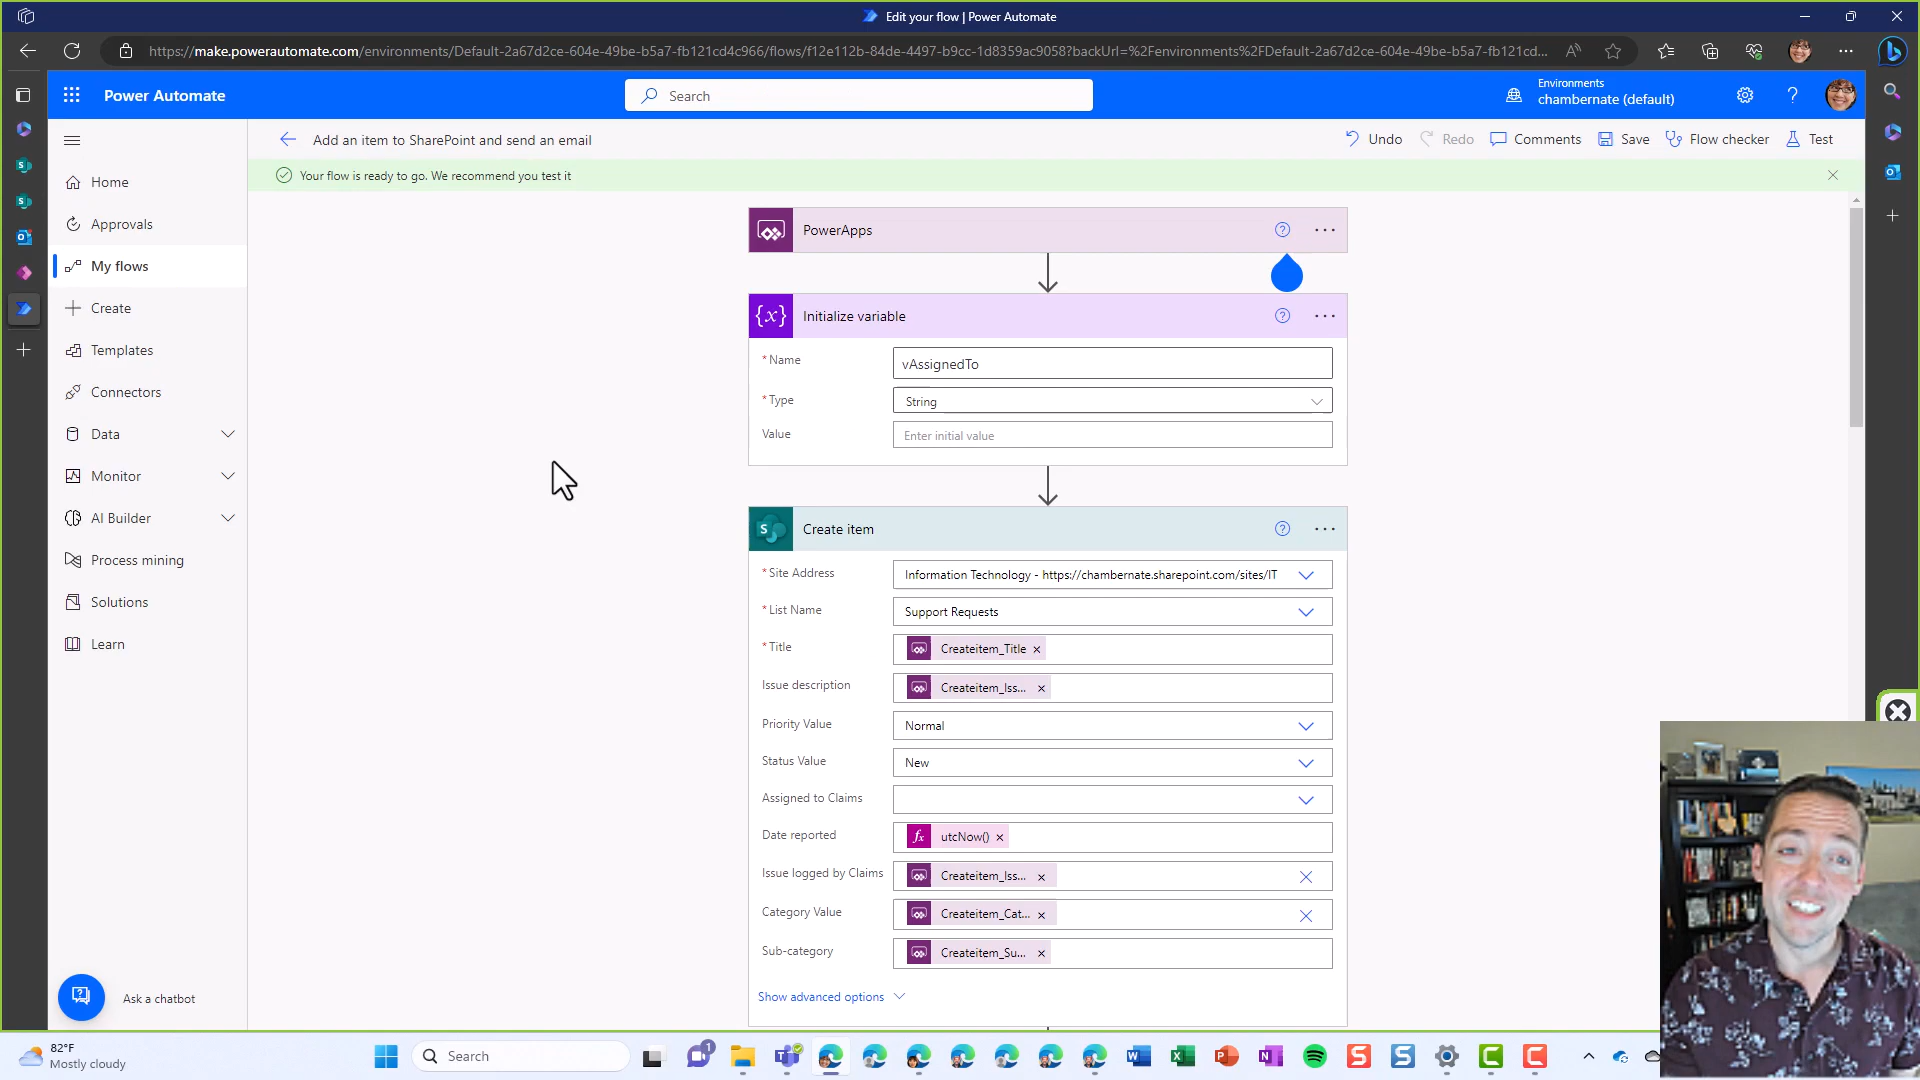 Edit your flow | Power Automate
https://make.powerautomate.com/environments/Default-2a67d2ce-604e-49be-b5a7-fb121cd4c966/flows/f12e112b-84de-4497-b9cc-1d8359ac9058?backUrl=%2Fenvironments%2FDefault-2a67d2ce-604e-49be-b5a7-fb121cd...
Power Automate
Search
Environments
chambernate (default)
Add an item to SharePoint and send an email
Undo
Redo
Comments
Save
Flow checker
Test
Your flow is ready to go. We recommend you test it
Home
Approvals
My flows
Create
Templates
Connectors
Data
Monitor
AI Builder
Process mining
Solutions
Learn
Ask a chatbot
PowerApps
{x} Initialize variable
* Name
vAssignedTo
* Type
String
Value
Enter initial value
Create item
* Site Address
Information Technology - https://chambernate.sharepoint.com/sites/IT
* List Name
Support Requests
* Title
Createitem_Title ×
Issue description
Createitem_Iss... ×
Priority Value
Normal
Status Value
New
Assigned to Claims
Date reported
fx utcNow() ×
Issue logged by Claims
Createitem_Iss... ×
Category Value
Createitem_Cat... ×
Sub-category
Createitem_Su... ×
Show advanced options
82°F
Mostly cloudy
Search
1